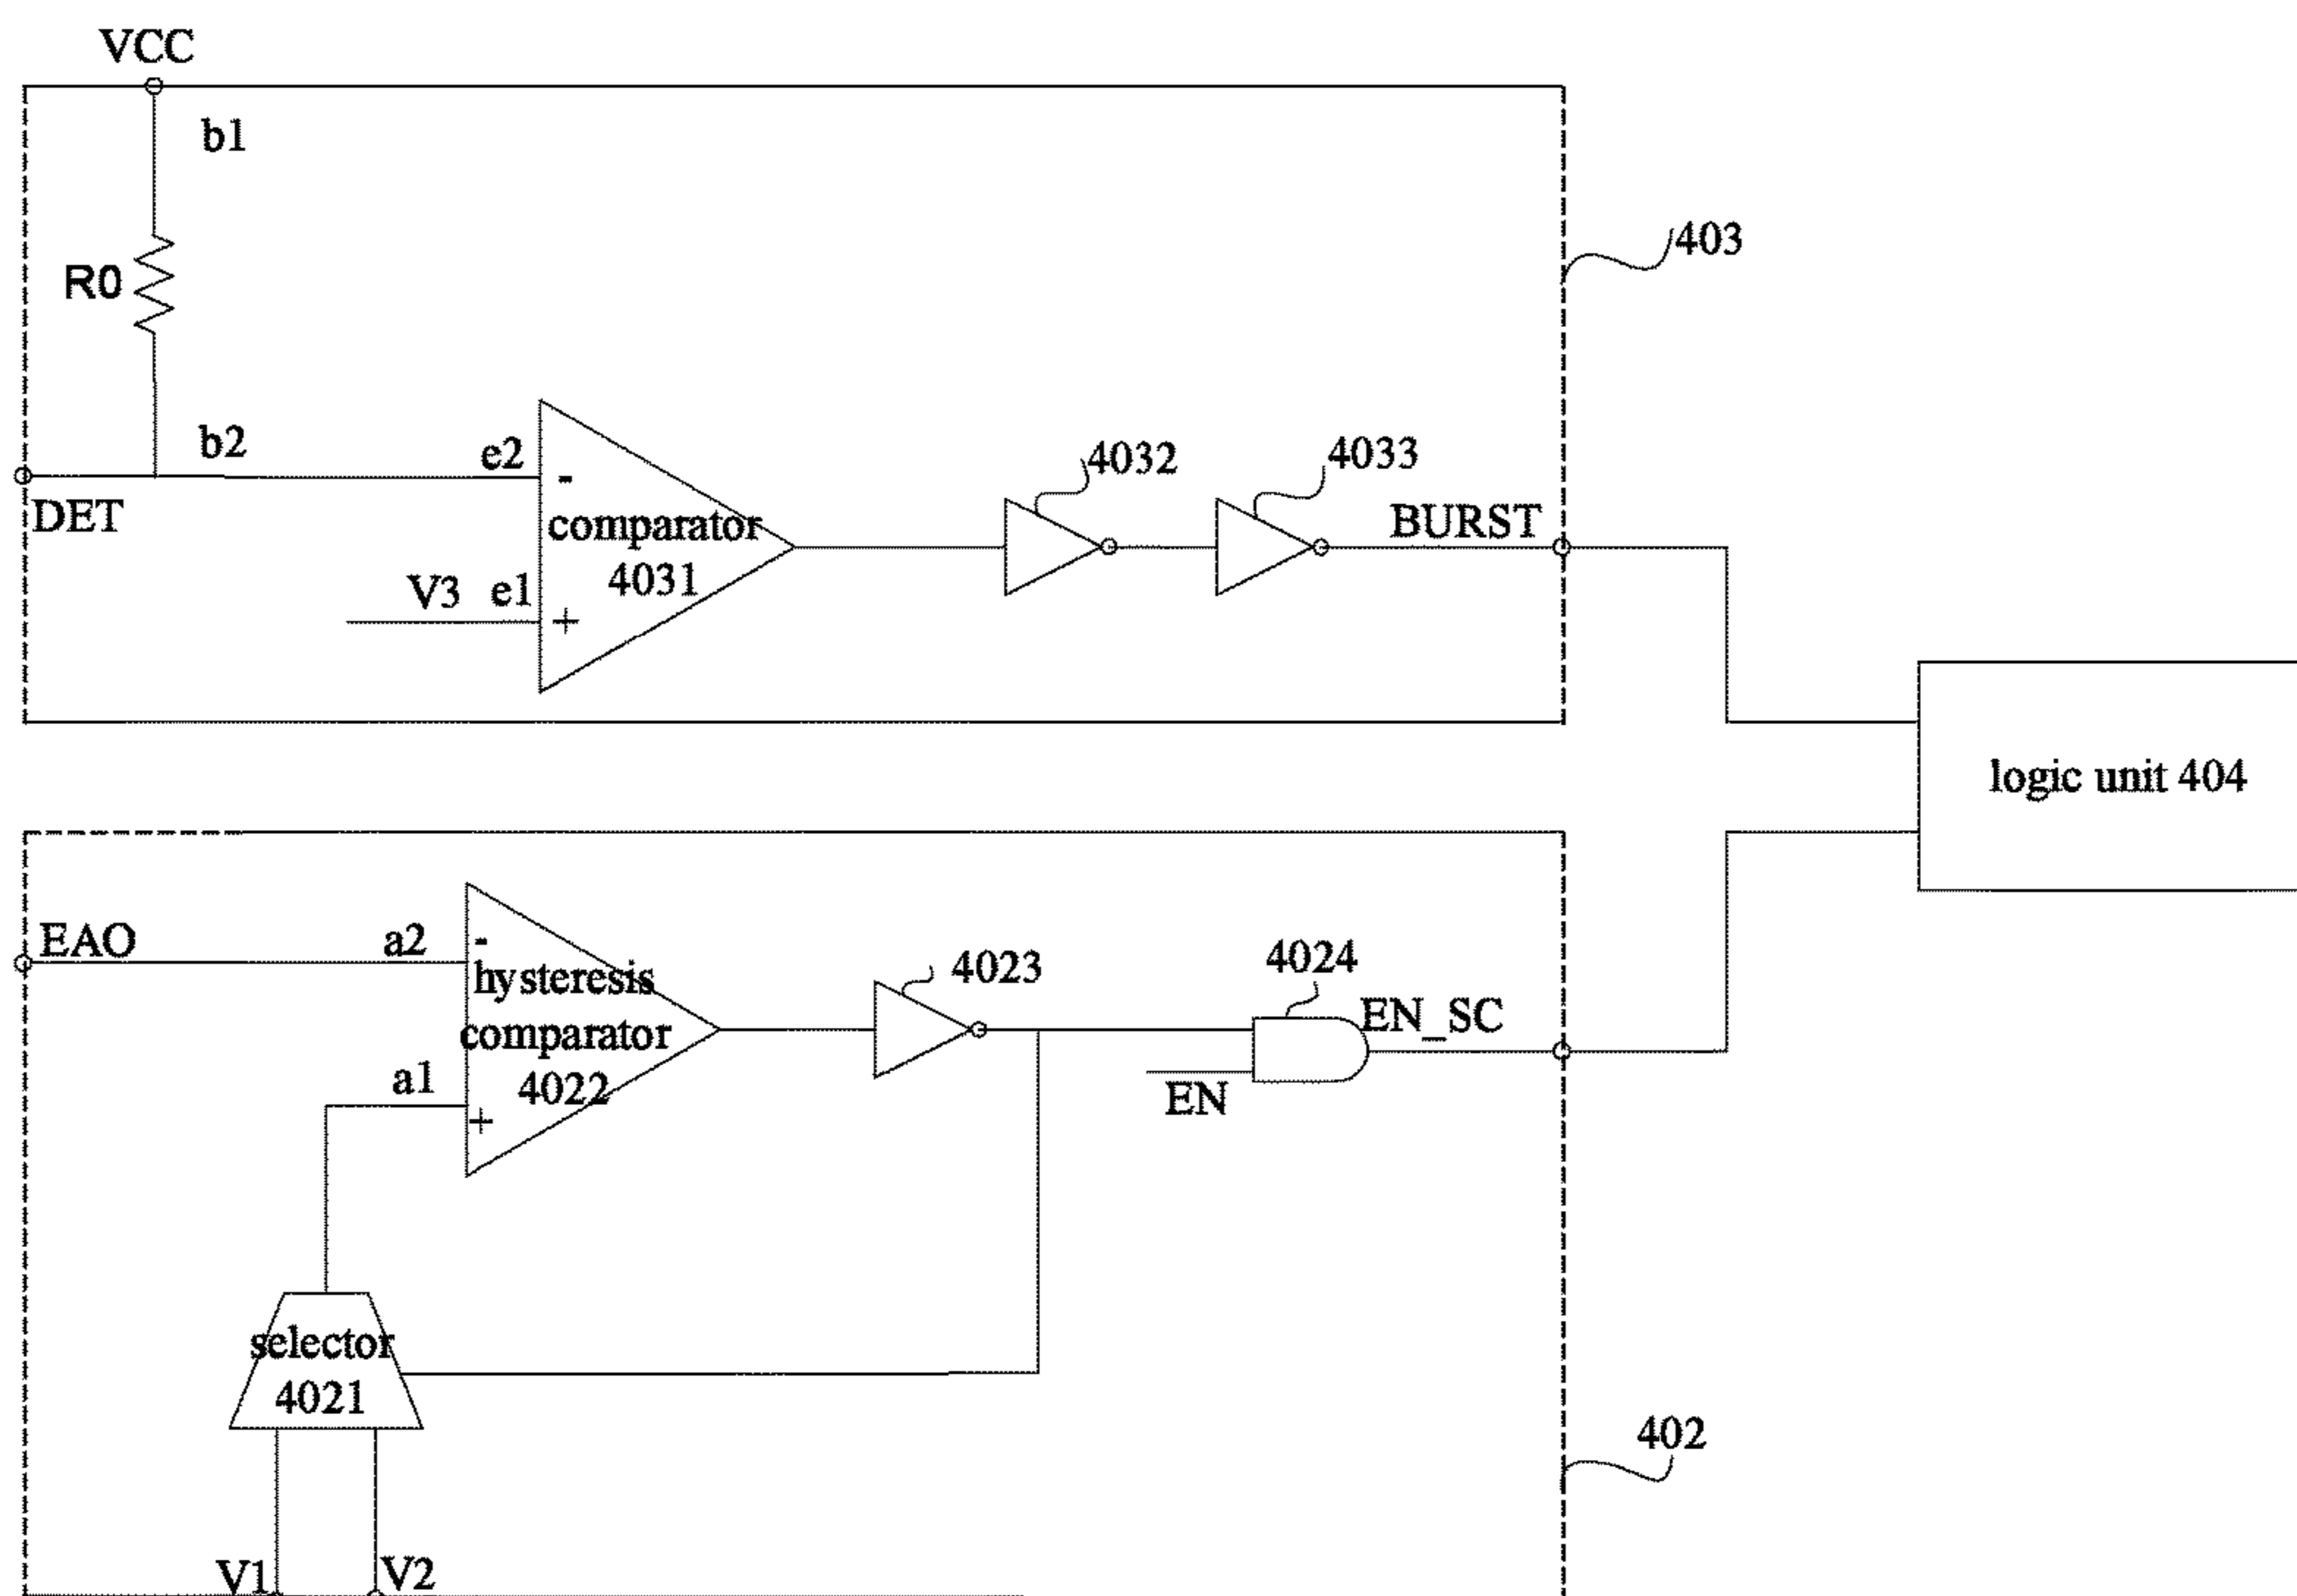 VCC
b1
403
R0
b2
e2
-
4032
4033
DET
comparator
4031
BURST
V3
e1
+
logic unit 404
EAO
a2
-
hysteresis
comparator
4022
4023
4024
EN_SC
a1
+
EN
selector
4021
402
V1
V2